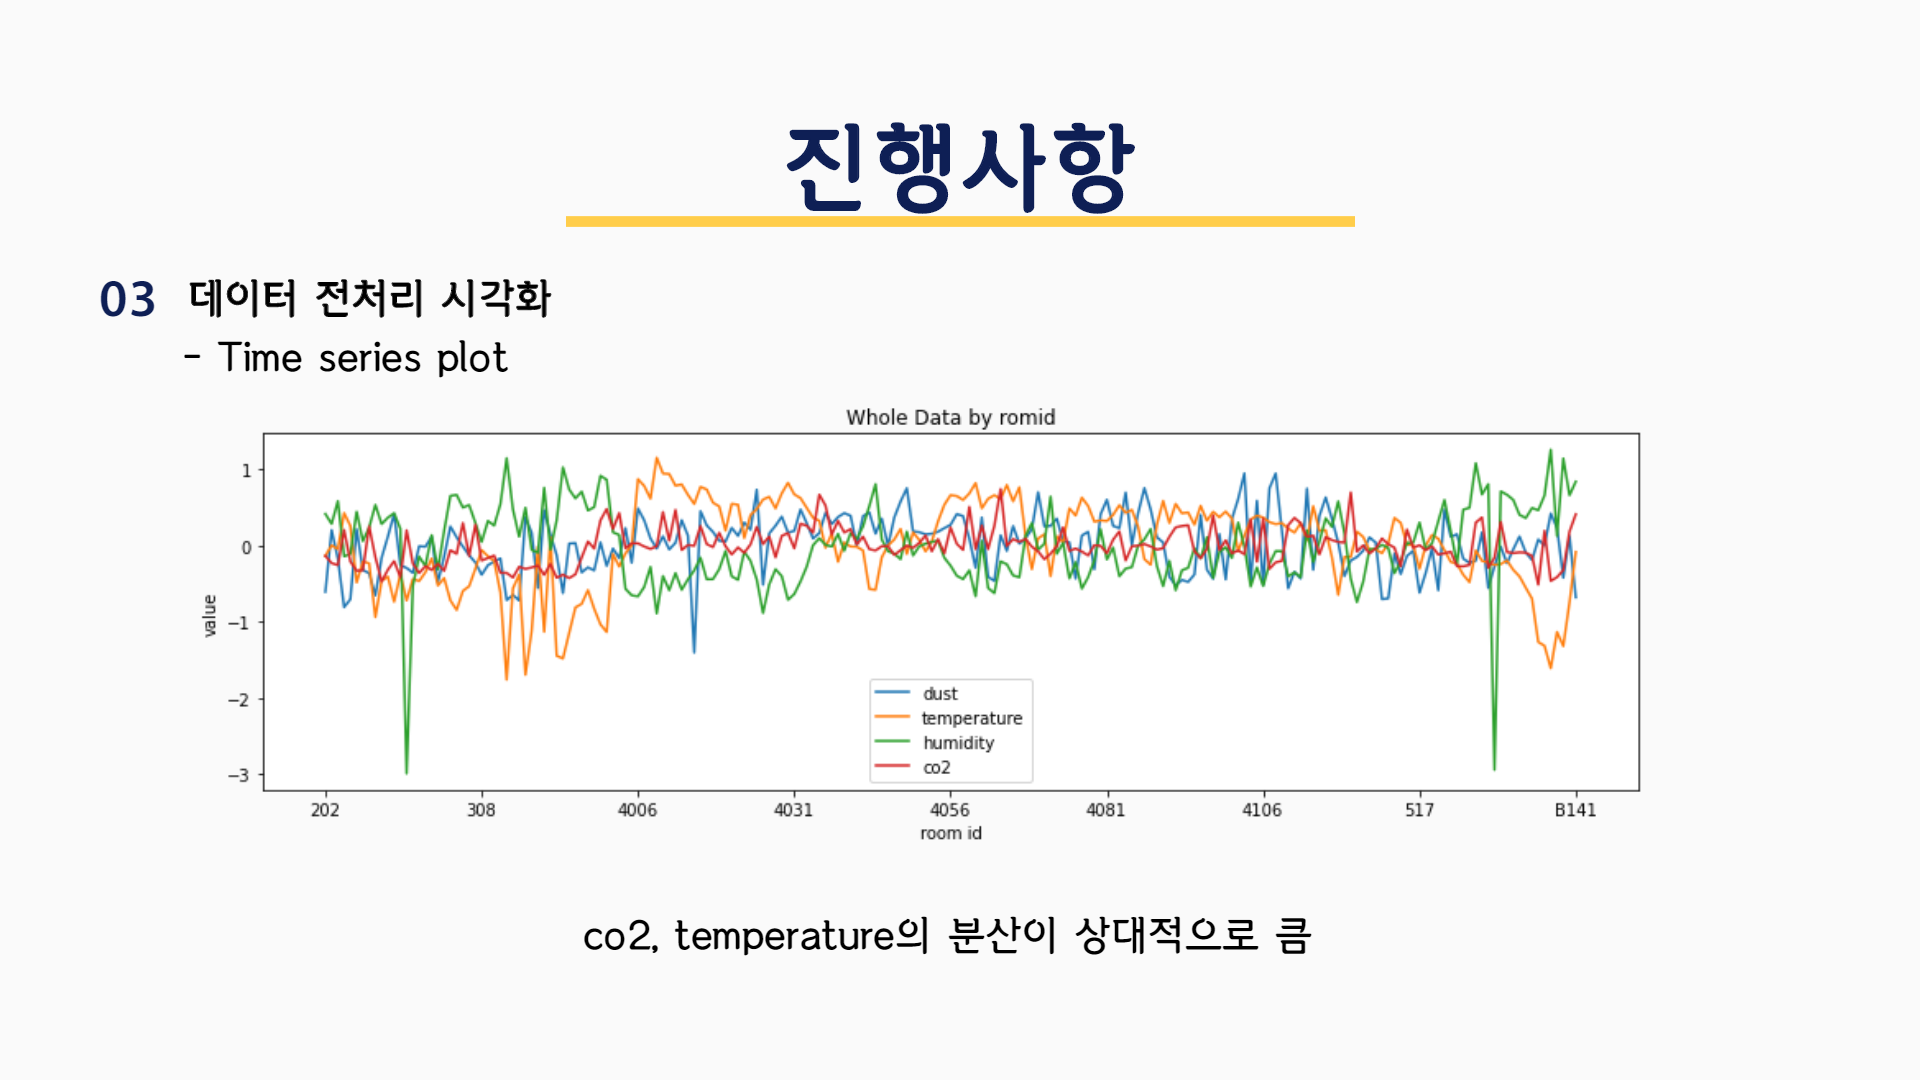 진행사항
03 데이터 전처리 시각화
- Time series plot
Whole Data by romid
value
1
0
−1
−2
−3
dust
temperature
humidity
co2
202 308 4006 4031 4056 4081 4106 517 B141
room id
co2, temperature의 분산이 상대적으로 큼